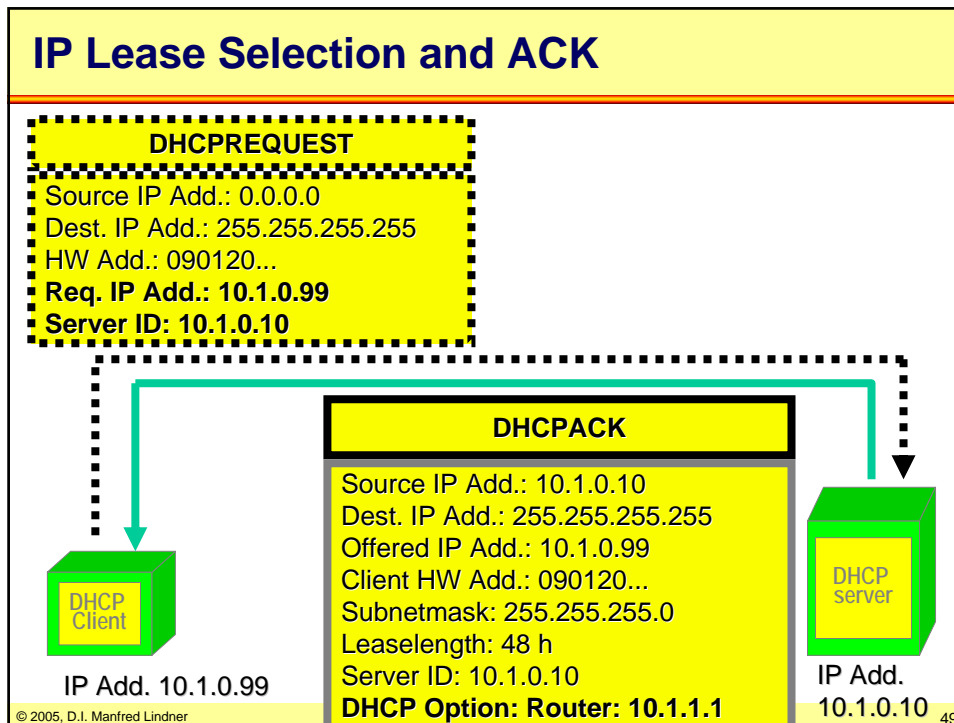 IP Lease Selection and ACK
DHCPREQUEST
Source IP Add.: 0.0.0.0
Dest. IP Add.: 255.255.255.255
HW Add.: 090120...
Req. IP Add.: 10.1.0.99
Server ID: 10.1.0.10
DHCPACK
Source IP Add.: 10.1.0.10
Dest. IP Add.: 255.255.255.255
Offered IP Add.: 10.1.0.99
Client HW Add.: 090120...
Subnetmask: 255.255.255.0
Leaselength: 48 h
Server ID: 10.1.0.10
DHCP Option: Router: 10.1.1.1
DHCP
Client
IP Add. 10.1.0.99
DHCP
server
IP Add.
10.1.0.10
© 2005, D.I. Manfred Lindner
49